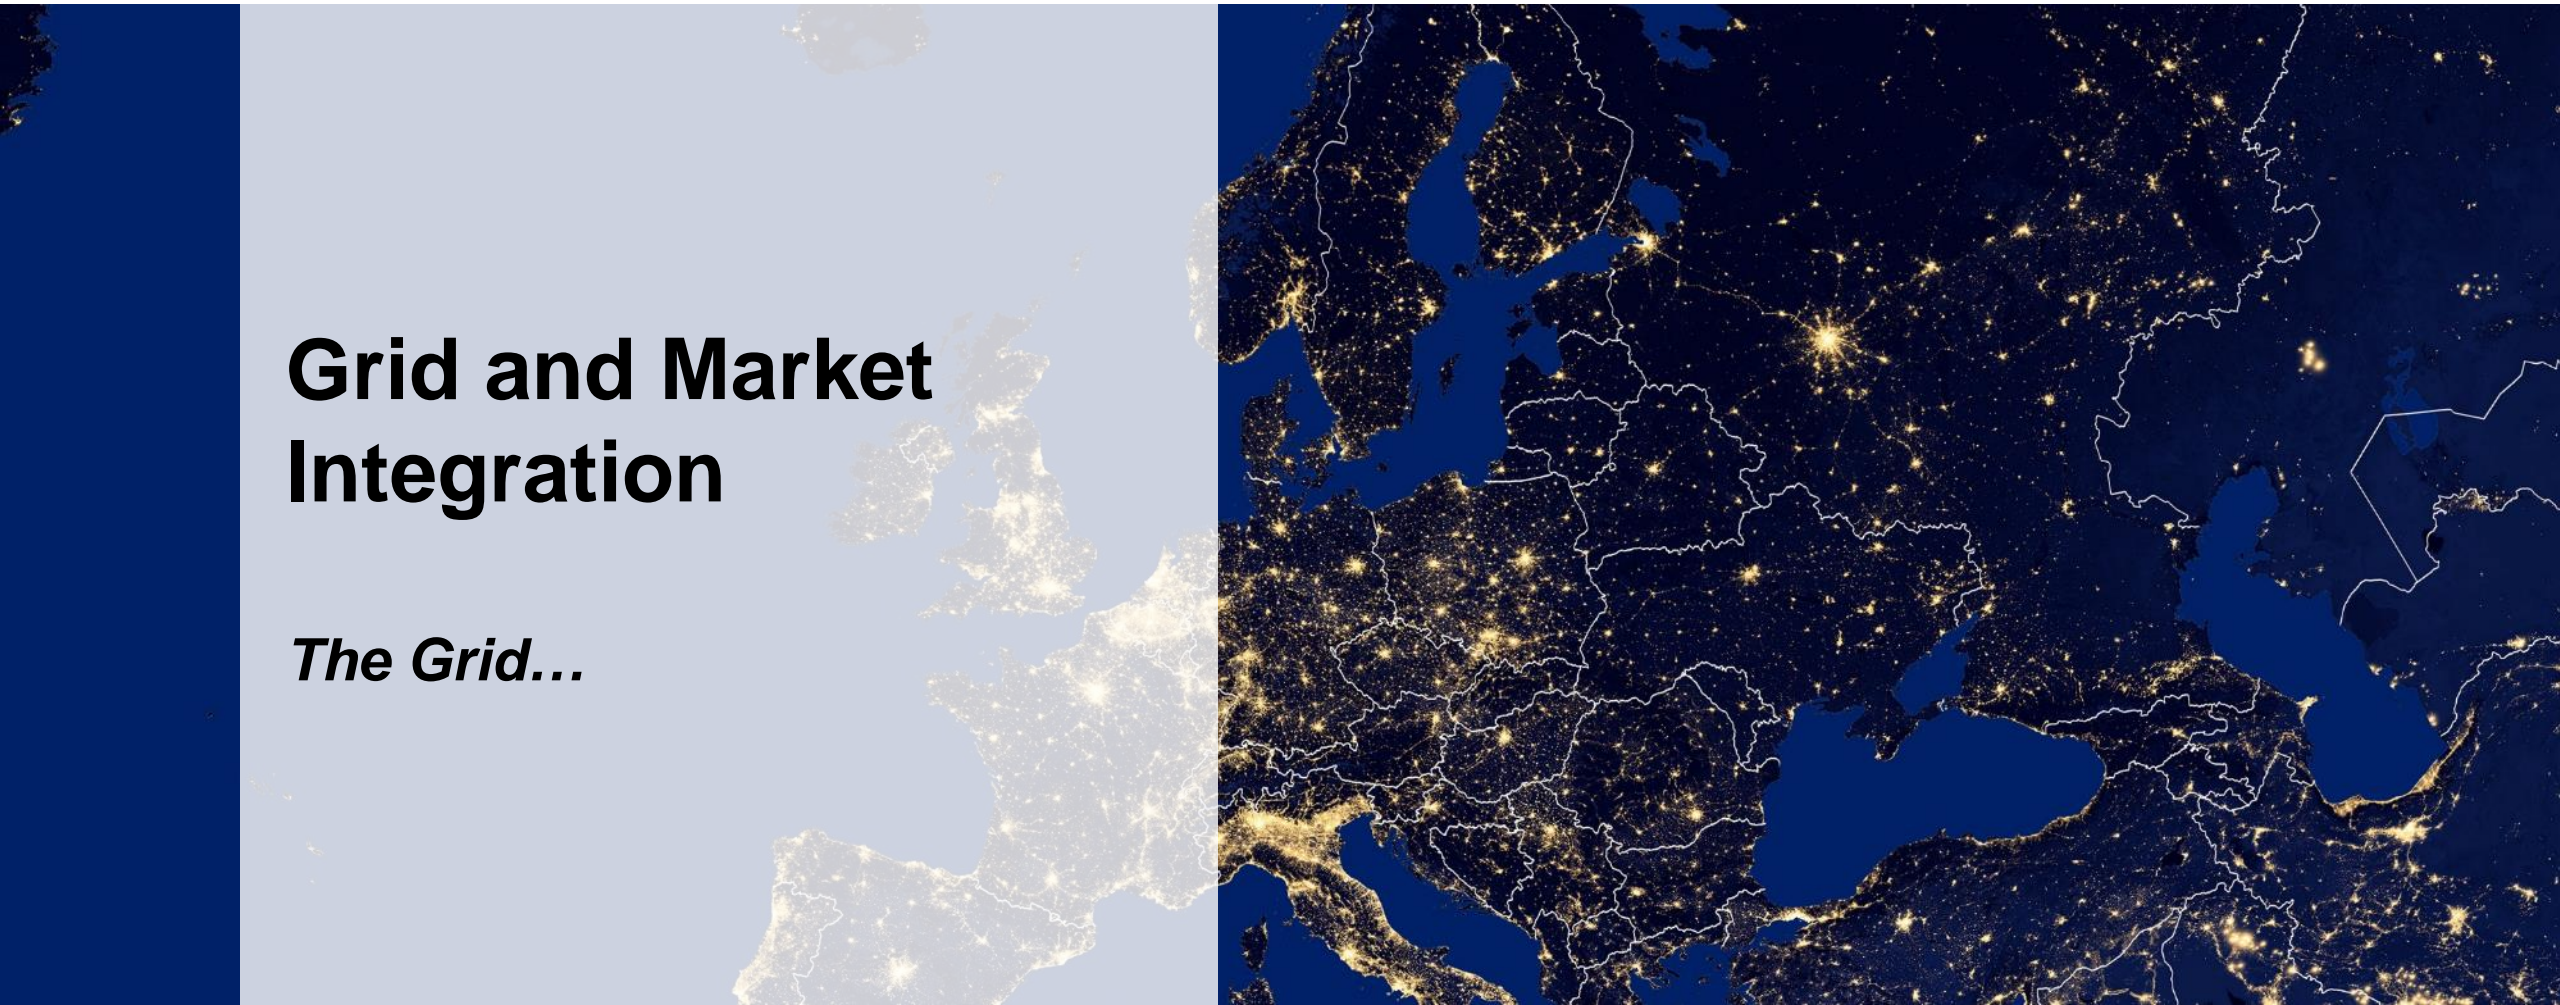 Grid and Market
Integration
The Grid…